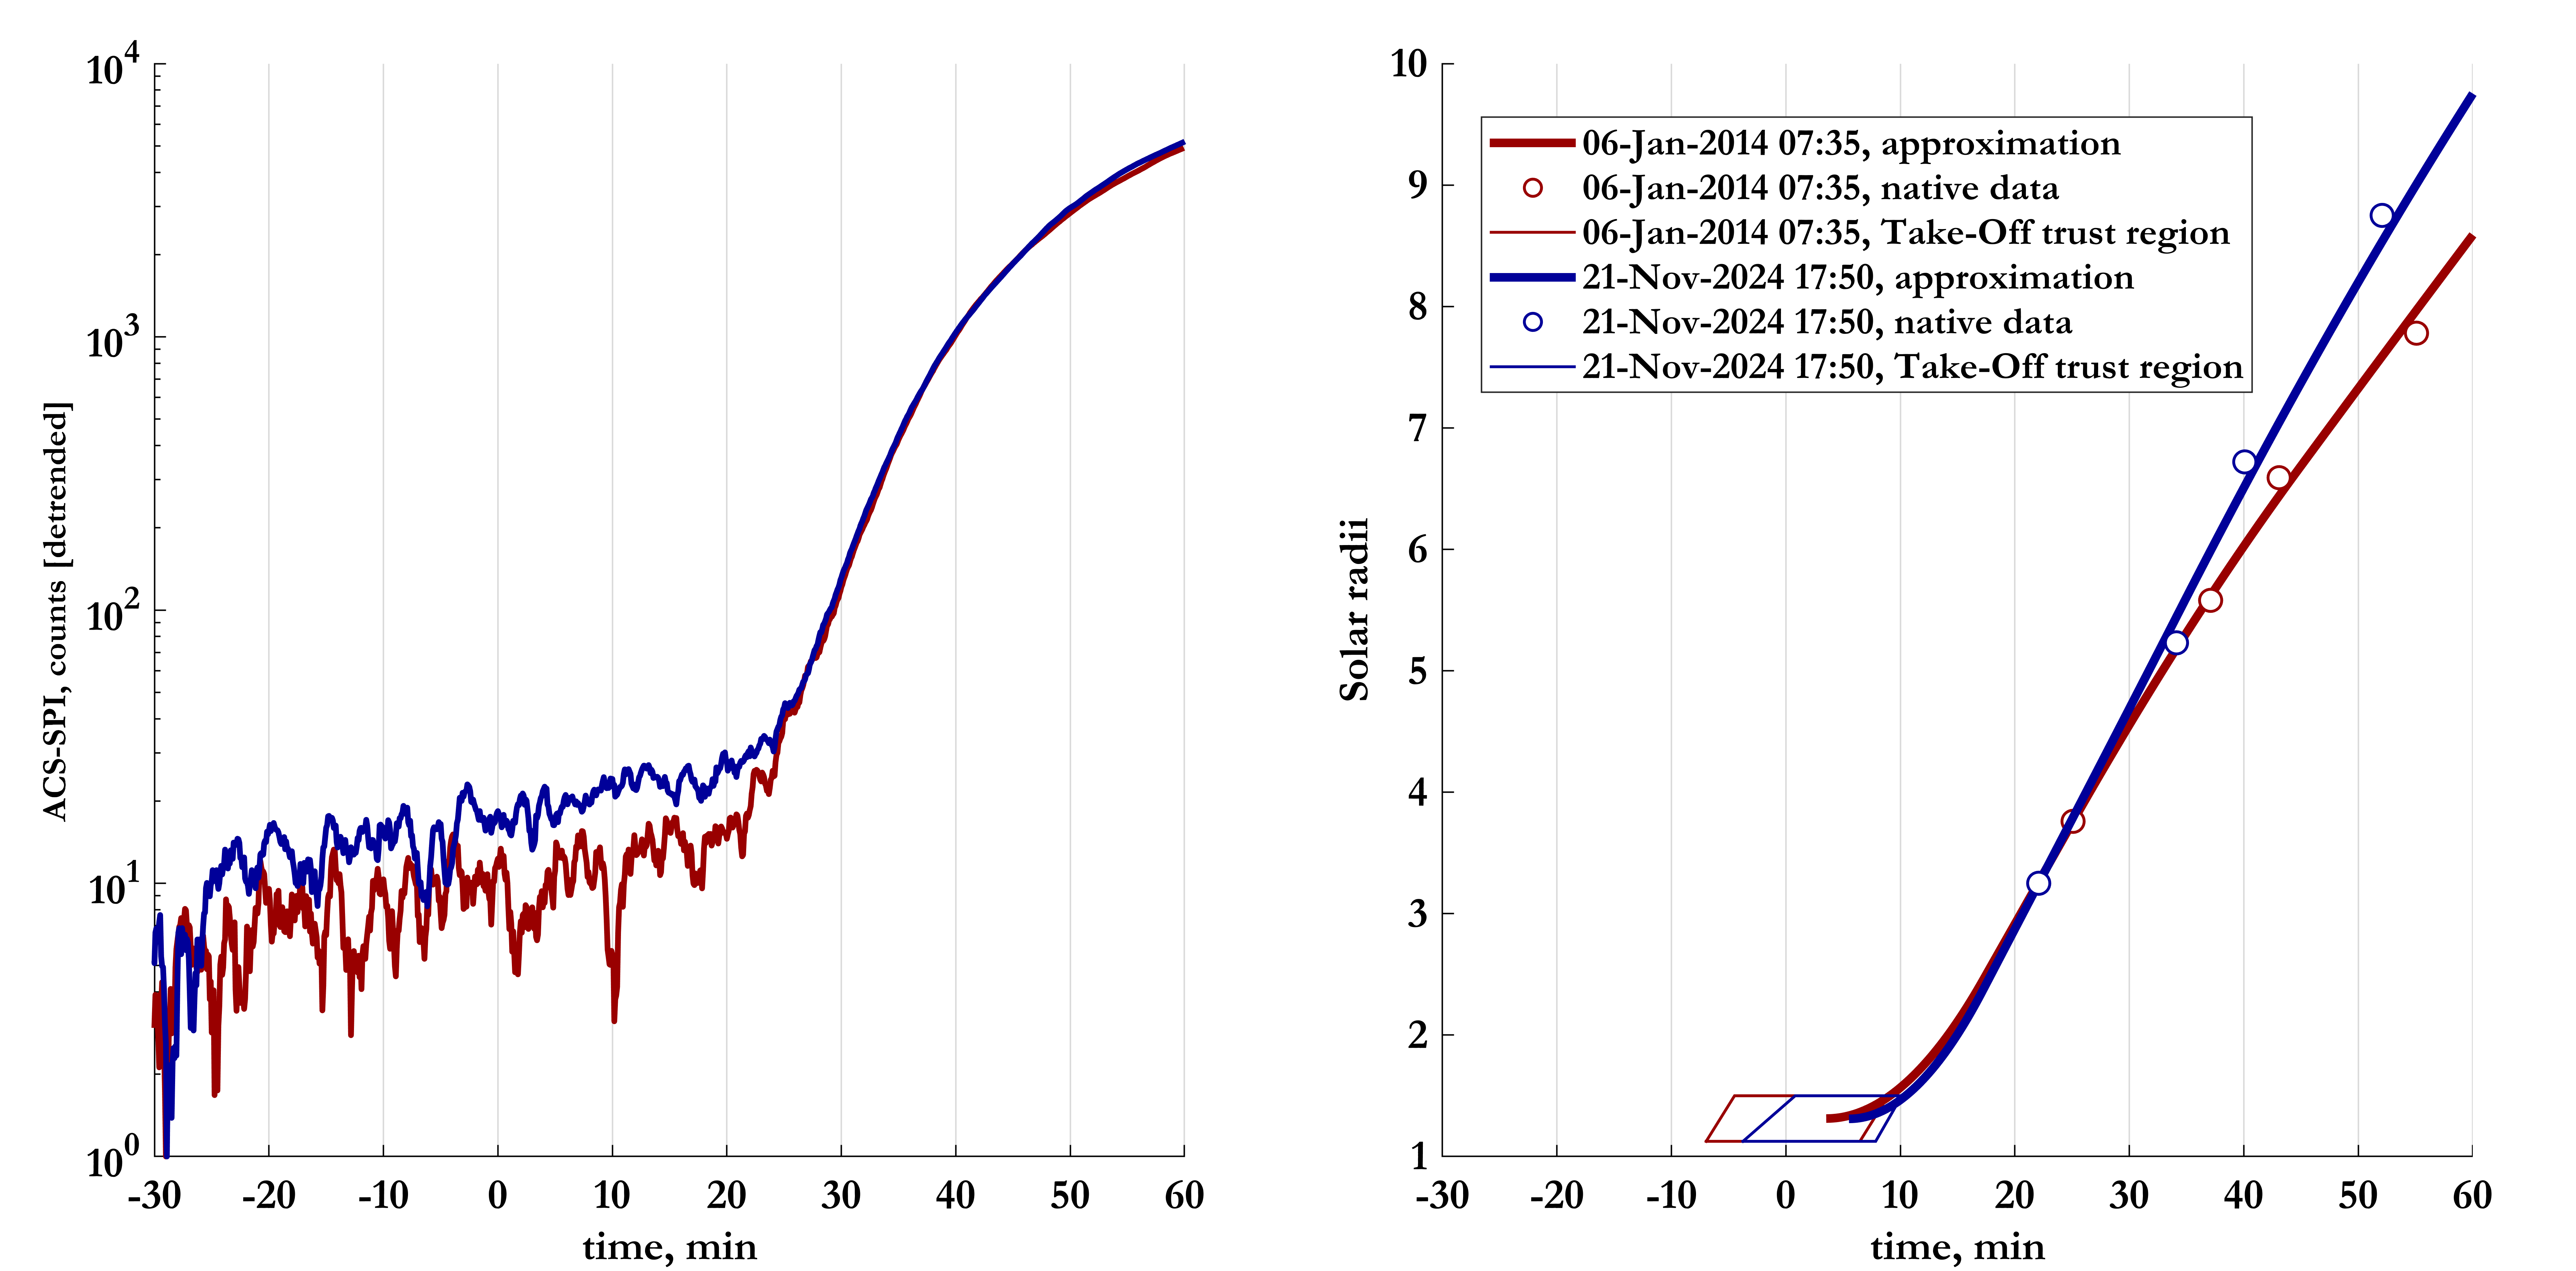 10^4
10^3
10^2
10^1
10^0
ACS-SPI, counts [detrended]
-30 -20 -10 0 10 20 30 40 50 60
time, min
10
9
8
7
6
5
4
3
2
1
Solar radii
06-Jan-2014 07:35, approximation
06-Jan-2014 07:35, native data
06-Jan-2014 07:35, Take-Off trust region
21-Nov-2024 17:50, approximation
21-Nov-2024 17:50, native data
21-Nov-2024 17:50, Take-Off trust region
-30 -20 -10 0 10 20 30 40 50 60
time, min